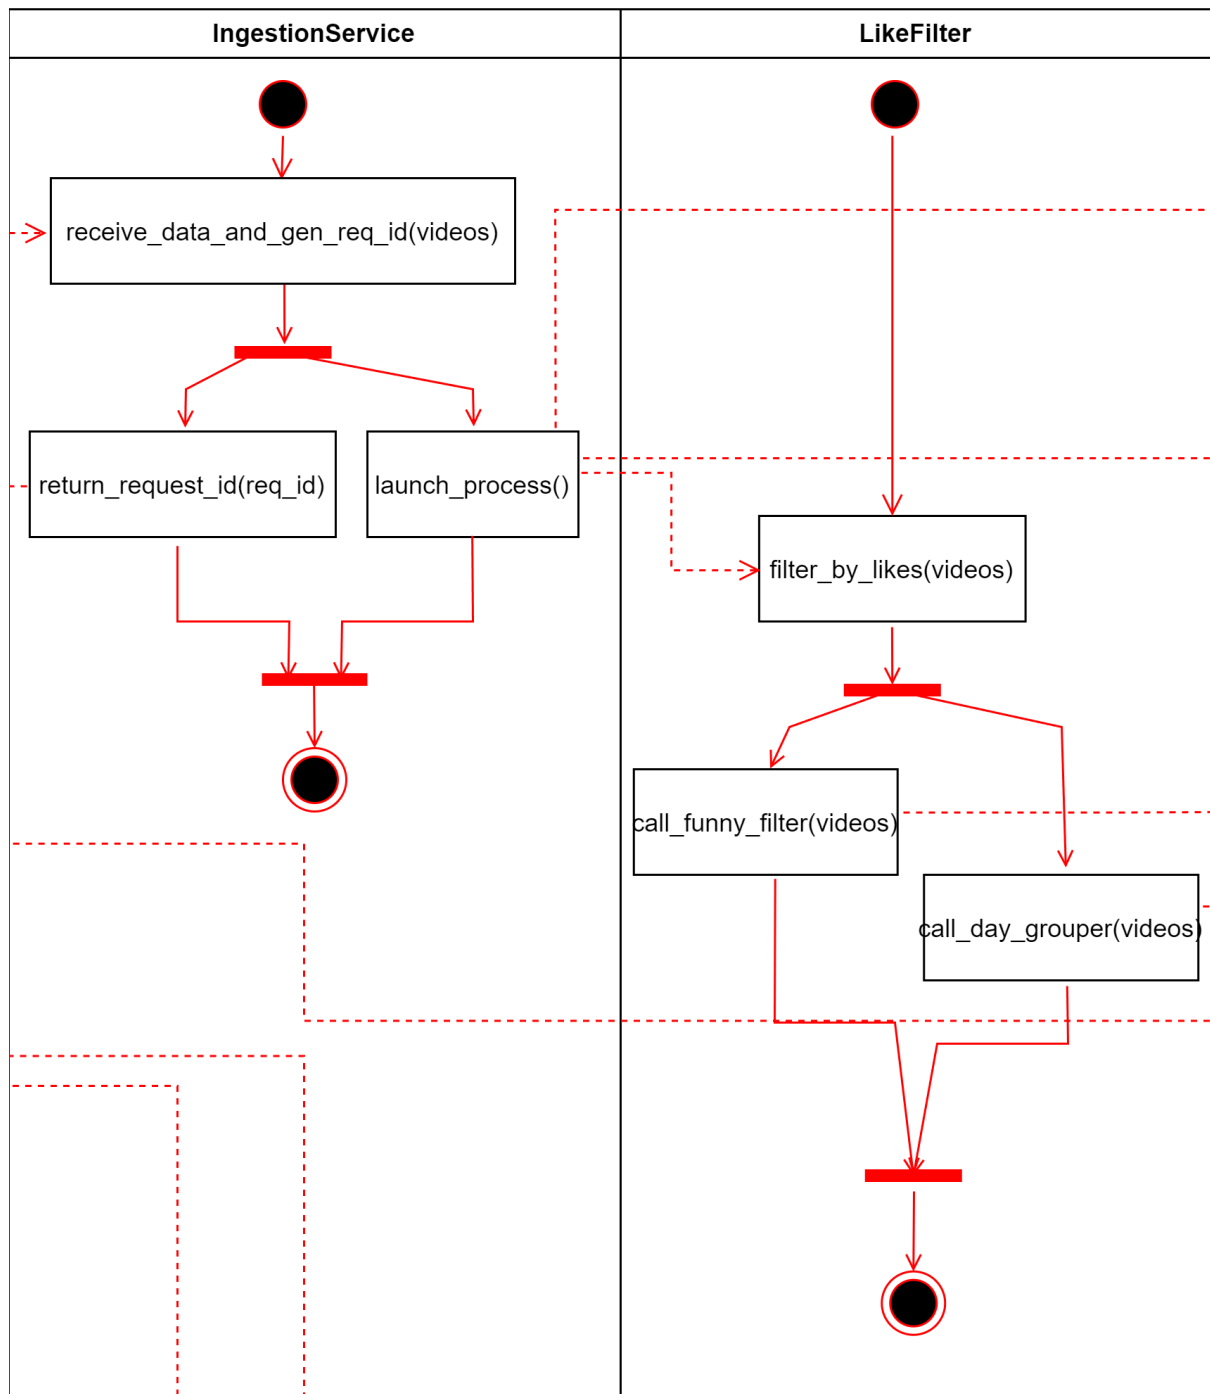 IngestionService
LikeFilter
receive_data_and_gen_req_id(videos)
return_request_id(req_id)
launch_process()
filter_by_likes(videos)
call_funny_filter(videos)
call_day_grouper(videos)